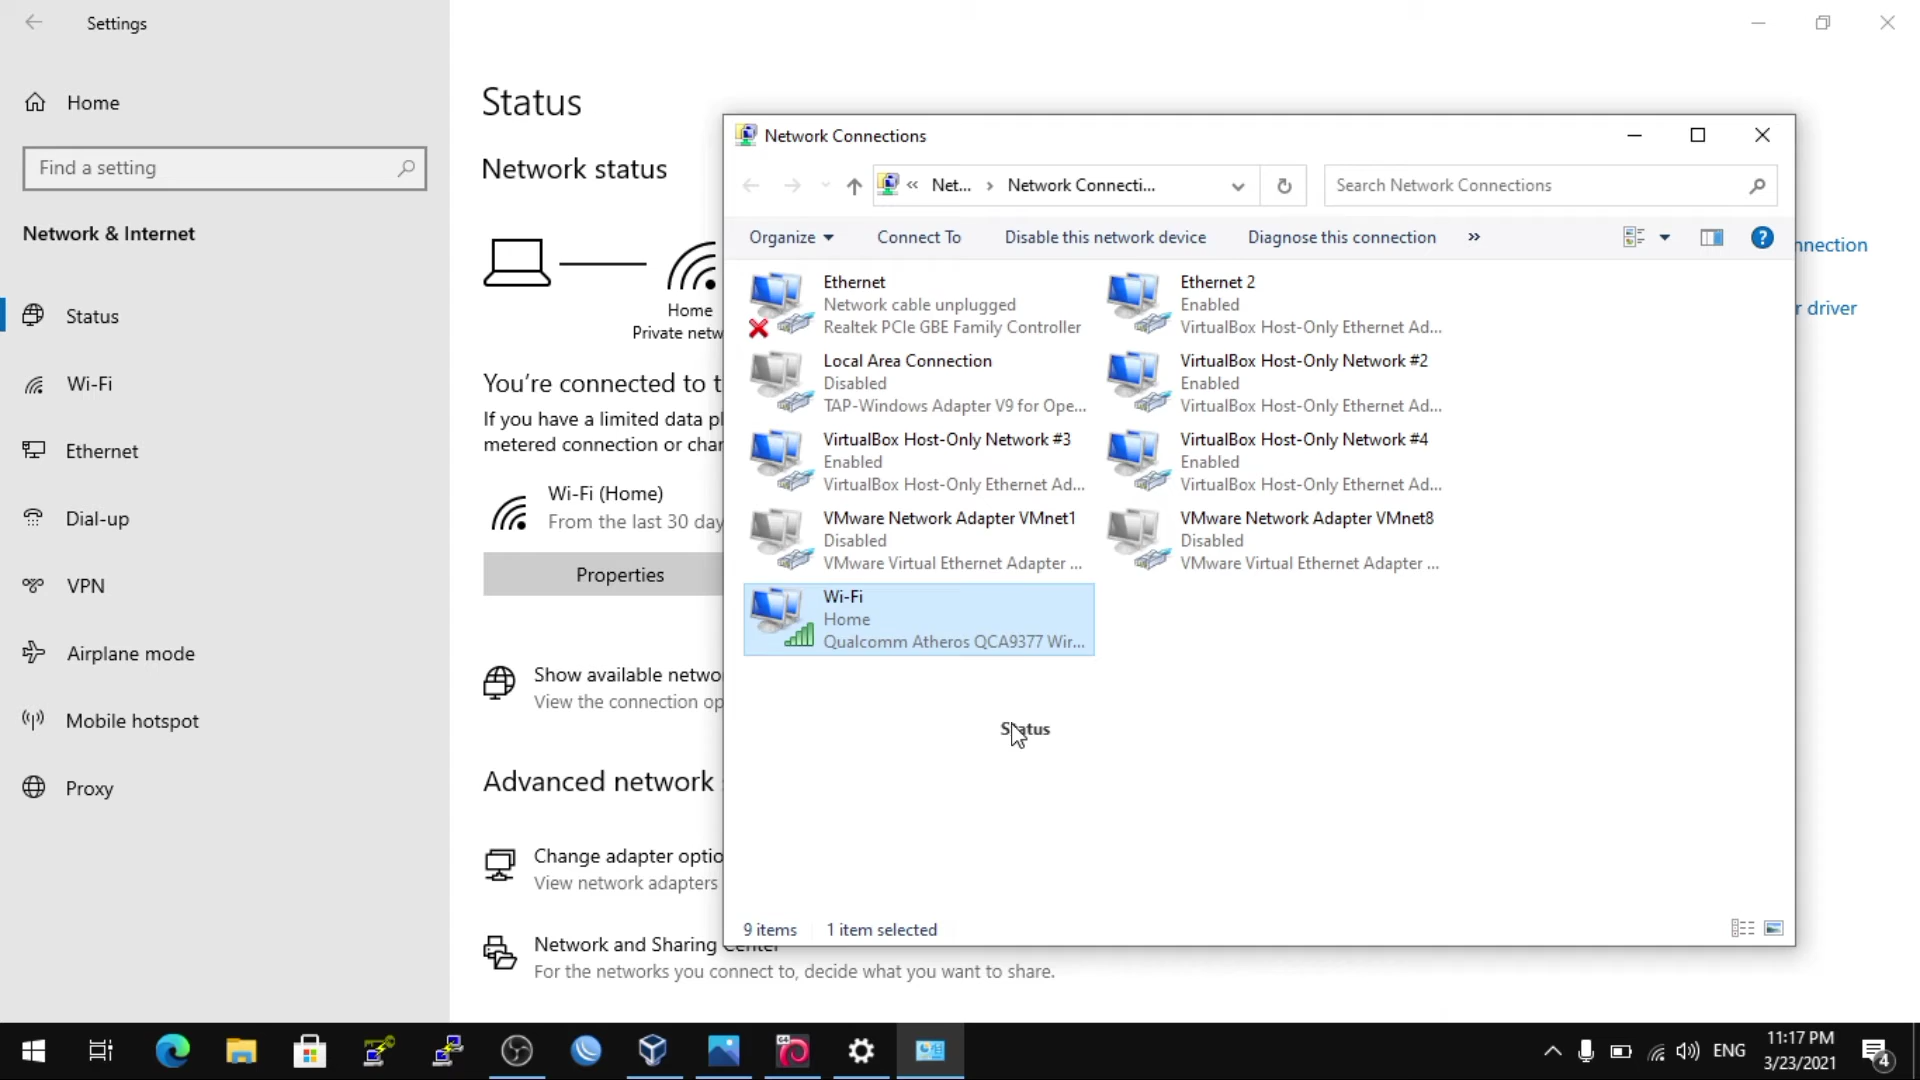 Settings
Home
Find a setting
Network & Internet
Status
Wi-Fi
Ethernet
Dial-up
VPN
Airplane mode
Mobile hotspot
Proxy
Status
Network status
Home
Private netw
You're connected to t
If you have a limited data pl
metered connection or char
Wi-Fi (Home)
From the last 30 day
Properties
Show available netwo
View the connection op
Advanced network
Change adapter optio
View network adapters
Network and Sharing Center
For the networks you connect to, decide what you want to share.
nnection
r driver
Network Connections
« Net... › Network Connecti...
Search Network Connections
Organize
Connect To
Disable this network device
Diagnose this connection
»
Ethernet
Network cable unplugged
Realtek PCIe GBE Family Controller
Ethernet 2
Enabled
VirtualBox Host-Only Ethernet Ad...
Local Area Connection
Disabled
TAP-Windows Adapter V9 for Ope...
VirtualBox Host-Only Network #2
Enabled
VirtualBox Host-Only Ethernet Ad...
VirtualBox Host-Only Network #3
Enabled
VirtualBox Host-Only Ethernet Ad...
VirtualBox Host-Only Network #4
Enabled
VirtualBox Host-Only Ethernet Ad...
VMware Network Adapter VMnet1
Disabled
VMware Virtual Ethernet Adapter ...
VMware Network Adapter VMnet8
Disabled
VMware Virtual Ethernet Adapter ...
Wi-Fi
Home
Qualcomm Atheros QCA9377 Wir...
Status
9 items
1 item selected
64
ENG
11:17 PM
3/23/2021
4